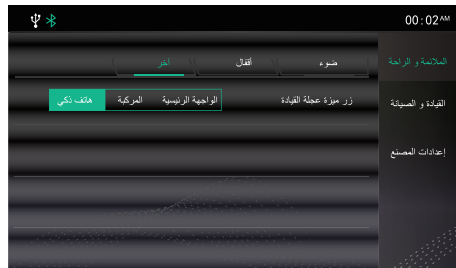 00:02AM
الملائمة و الراحة
القيادة و الصيانة
إعدادات المصنع
ضوء أقفال آخر
زر ميزة عجلة القيادة الواجهة الرئيسية المركبة هاتف ذكي